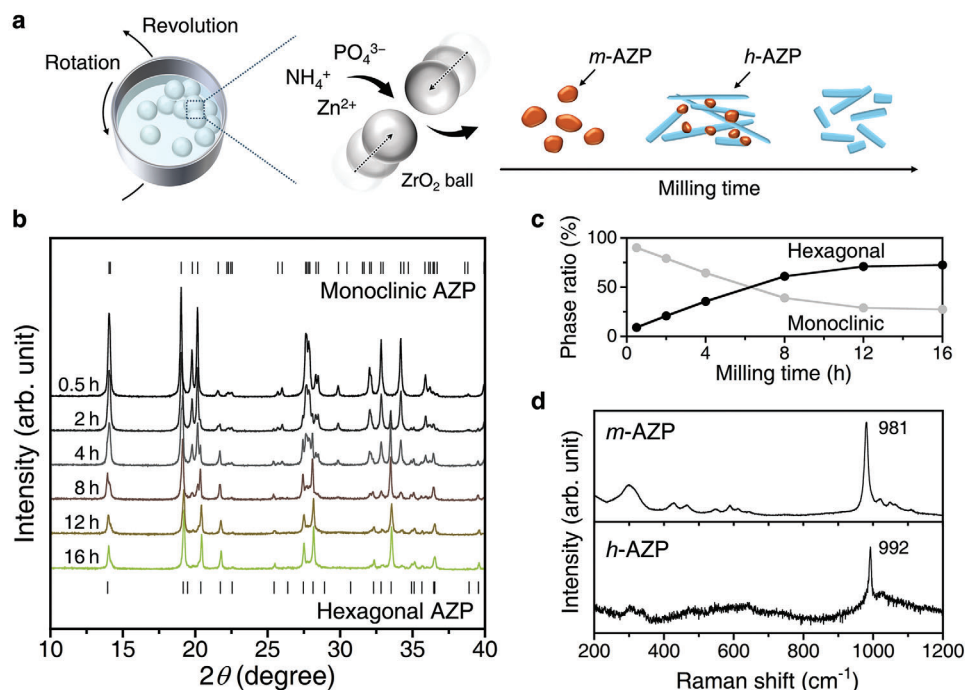 a
Revolution
Rotation
PO₄³⁻
NH₄⁺
Zn²⁺
ZrO₂ ball
m-AZP
h-AZP
Milling time
b
Intensity (arb. unit)
Monoclinic AZP
0.5 h
2 h
4 h
8 h
12 h
16 h
Hexagonal AZP
10 15 20 25 30 35 40
2θ (degree)
c
Phase ratio (%)
100
50
0
Hexagonal
Monoclinic
0 4 8 12 16
Milling time (h)
d
Intensity (arb. unit)
m-AZP
981
h-AZP
992
200 400 600 800 1000 1200
Raman shift (cm⁻¹)